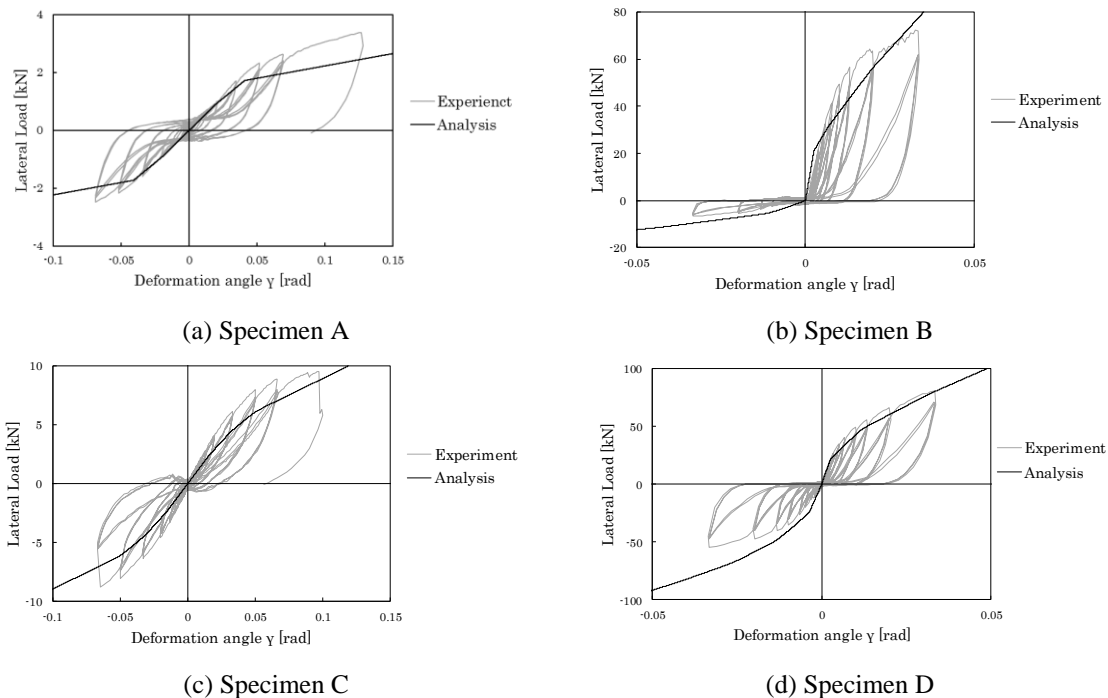 4
2
0
-2
-4
-0.1
-0.05
0
0.05
0.1
0.15
Lateral Load [kN]
Deformation angle γ [rad]
Experienct
Analysis
(a) Specimen A
80
60
40
20
0
-20
-0.05
0
0.05
Lateral Load [kN]
Deformation angle γ [rad]
Experiment
Analysis
(b) Specimen B
10
5
0
-5
-10
-0.1
-0.05
0
0.05
0.1
0.15
Lateral Load [kN]
Deformation angle γ [rad]
Experiment
Analysis
(c) Specimen C
100
50
0
-50
-100
-0.05
0
0.05
Lateral Load [kN]
Deformation angle γ [rad]
Experiment
Analysis
(d) Specimen D